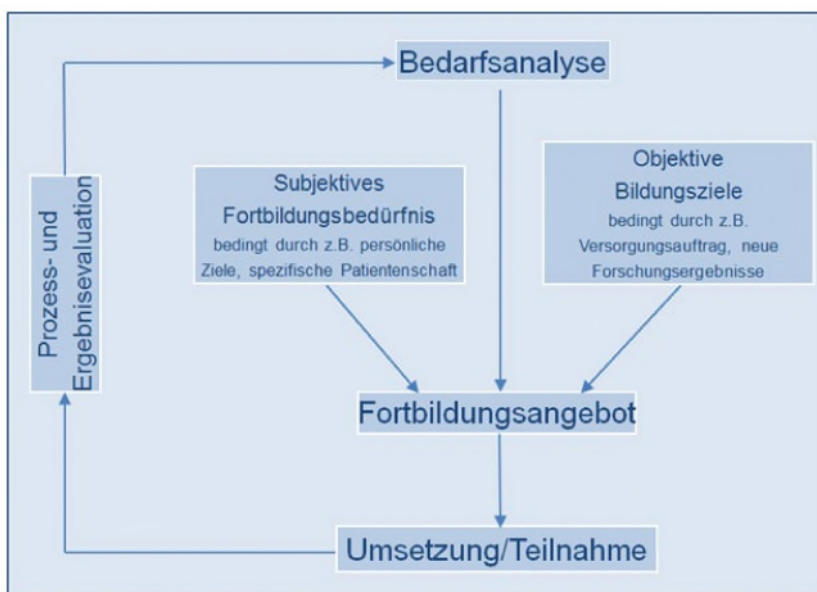 Bedarfsanalyse
Subjektives
Fortbildungsbedürfnis
bedingt durch z.B. persönliche
Ziele, spezifische Patientenschaft
Objektive
Bildungsziele
bedingt durch z.B.
Versorgungsauftrag, neue
Forschungsergebnisse
Prozess- und
Ergebnisevaluation
Fortbildungsangebot
Umsetzung/Teilnahme